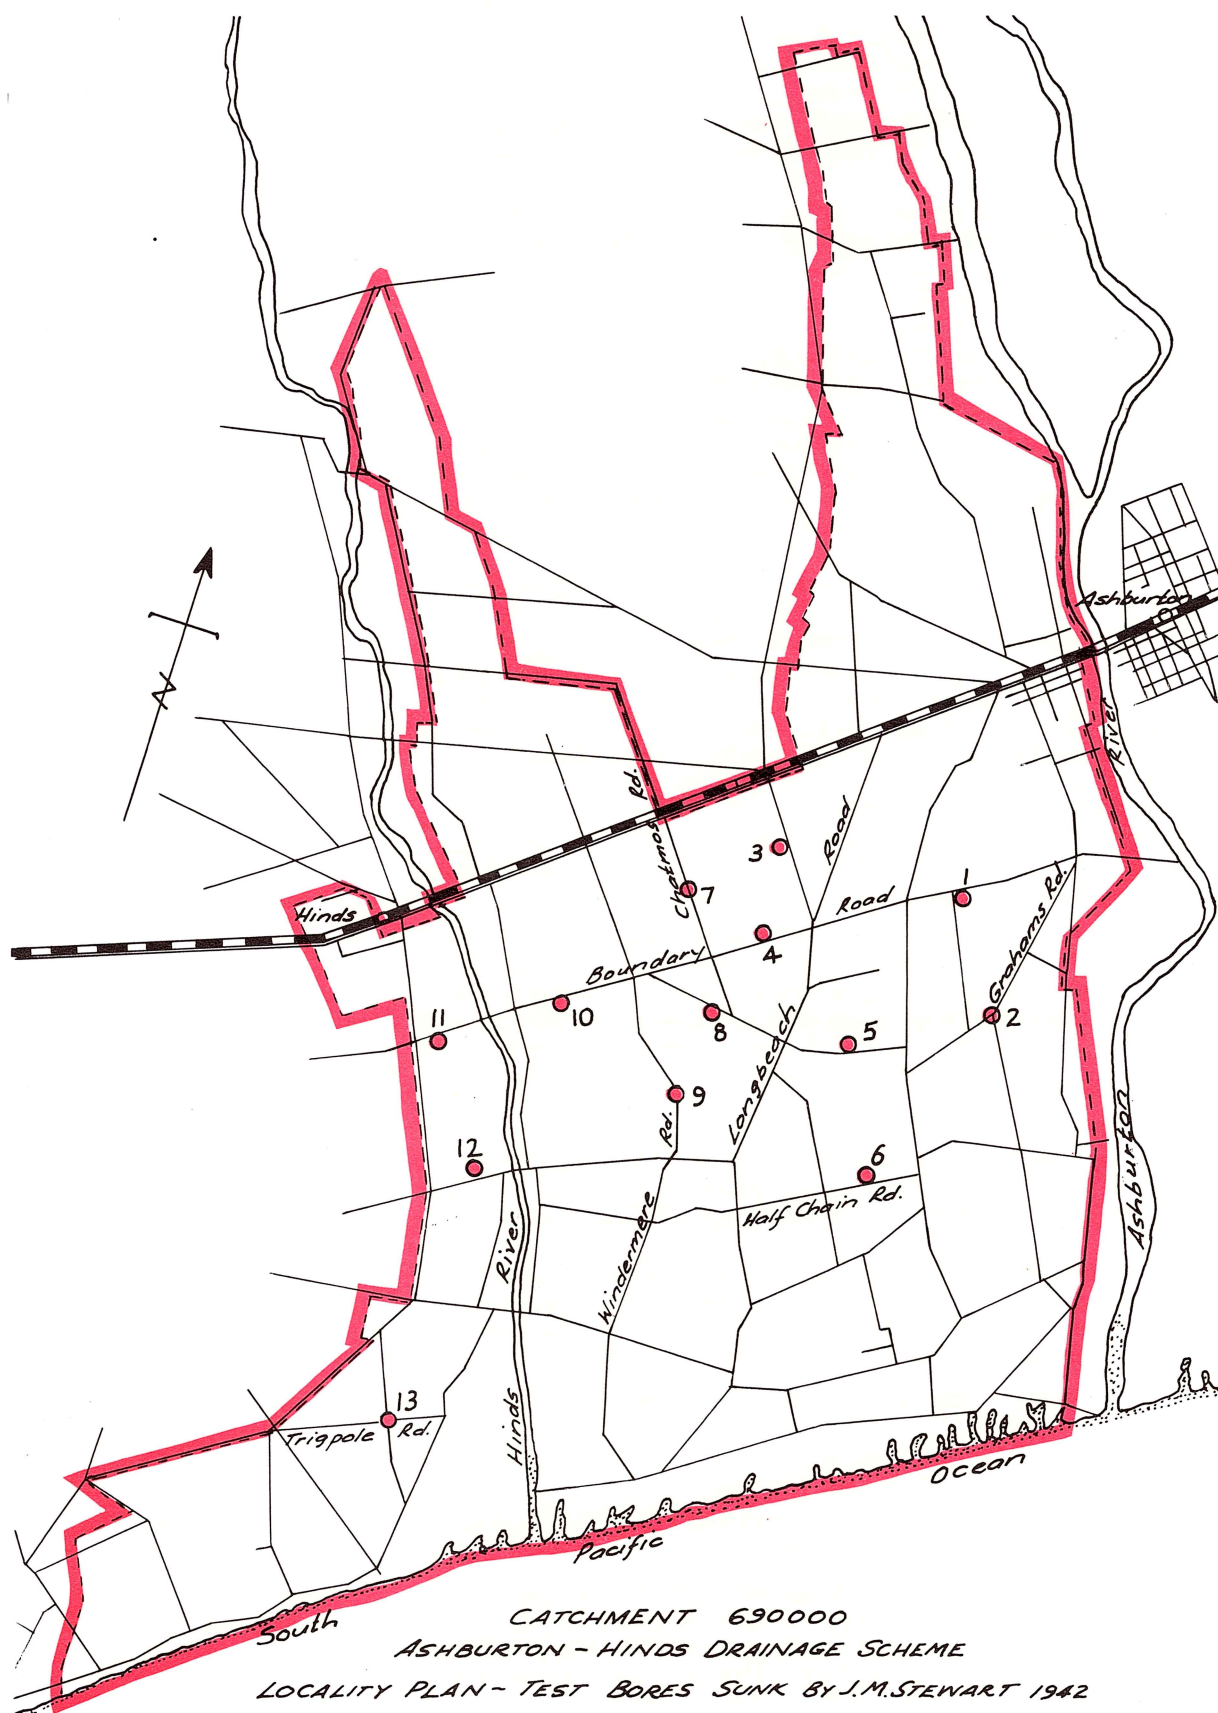 Ashburton
N
River
Chatmos Rd.
3
Road
7
1
Hinds
Road
4
Grahams Rd.
Boundary
10
8
11
5
2
Longbeach
9
Rd.
12
6
Half Chain Rd.
Ashburton
River
Windermere
13
Trigpole Rd.
Hinds
Ocean
Pacific
South
CATCHMENT 690000
ASHBURTON - HINDS DRAINAGE SCHEME
LOCALITY PLAN - TEST BORES SUNK BY J.M.STEWART 1942